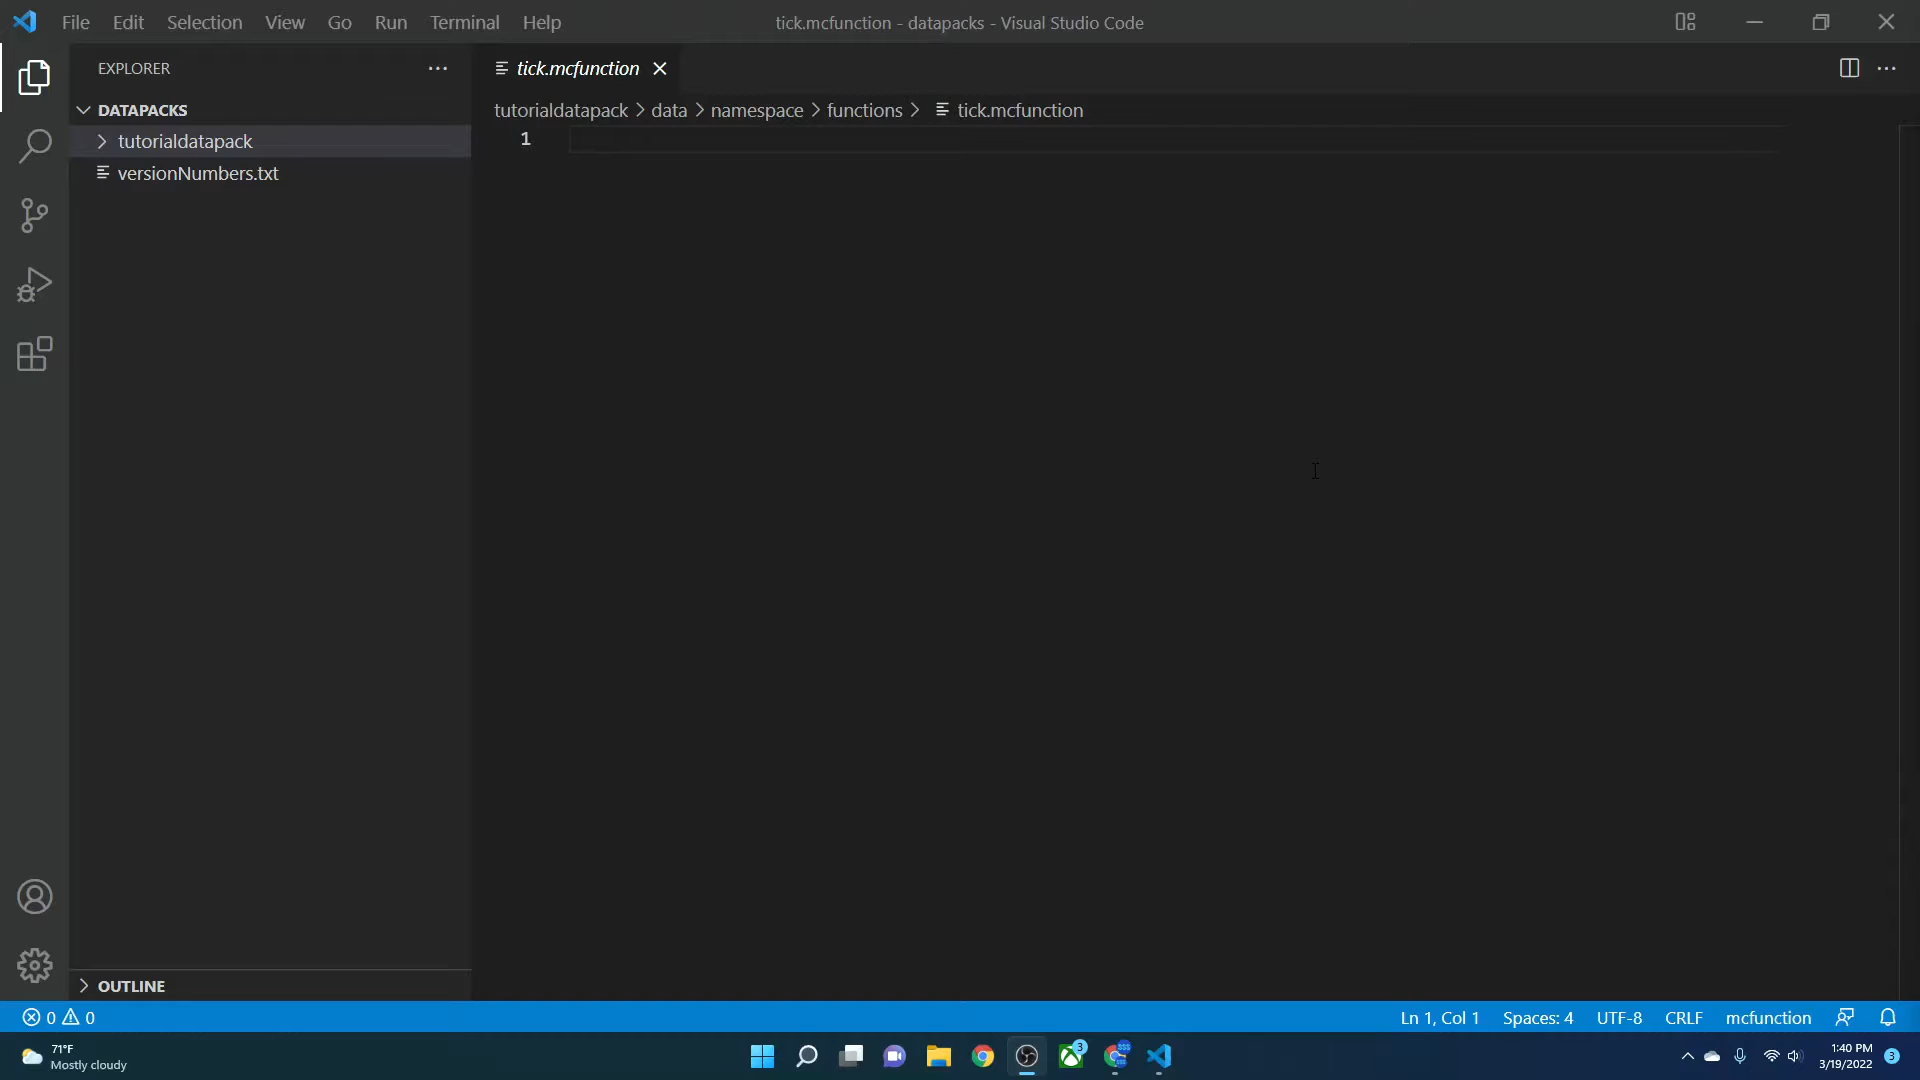 File Edit Selection View Go Run Terminal Help
tick.mcfunction - datapacks - Visual Studio Code
EXPLORER
tick.mcfunction
DATAPACKS
tutorialdatapack > data > namespace > functions > tick.mcfunction
tutorialdatapack
1
versionNumbers.txt
OUTLINE
0 0
Ln 1, Col 1 Spaces: 4 UTF-8 CRLF mcfunction
71°F
Mostly cloudy
3
1:40 PM
3/19/2022
3